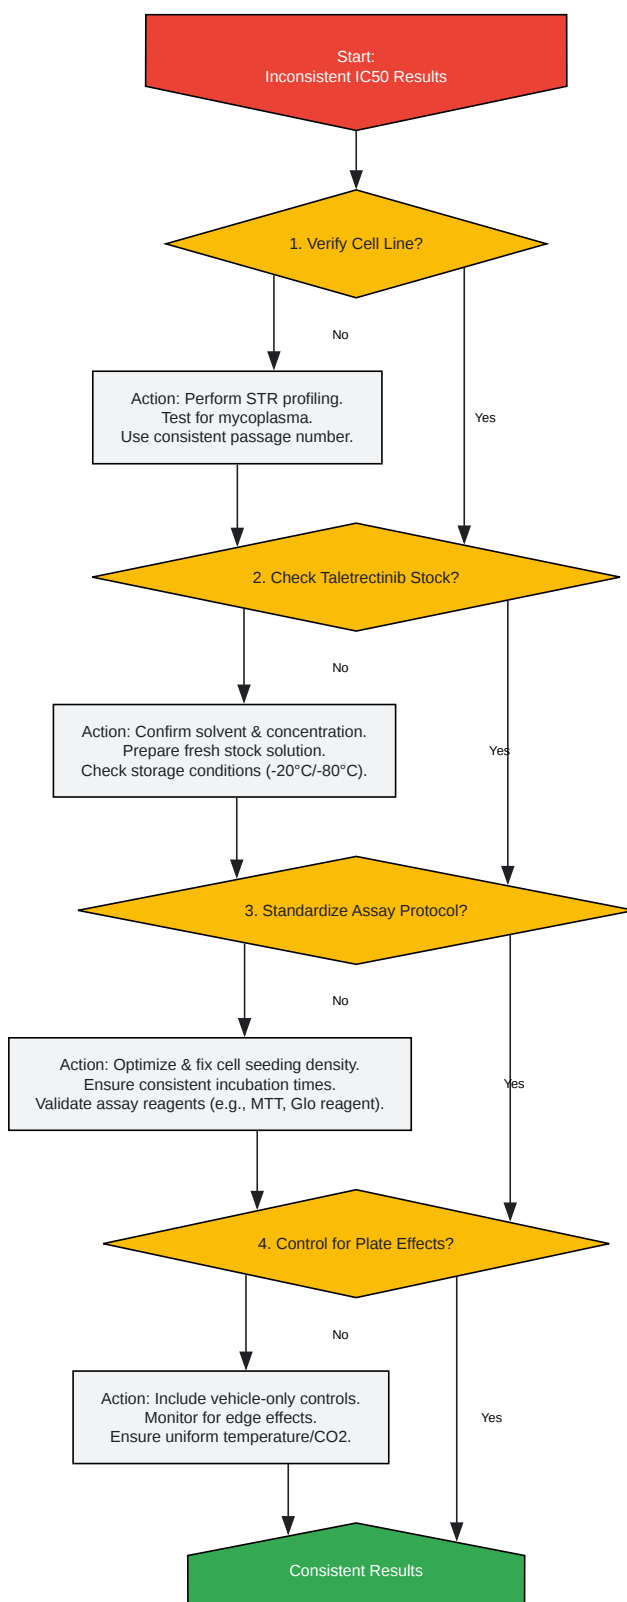 Start:
Inconsistent IC50 Results
1. Verify Cell Line?
No
Action: Perform STR profiling.
Test for mycoplasma.
Use consistent passage number.
Yes
2. Check Taletrectinib Stock?
No
Action: Confirm solvent & concentration.
Prepare fresh stock solution.
Check storage conditions (-20°C/-80°C).
Yes
3. Standardize Assay Protocol?
No
Action: Optimize & fix cell seeding density.
Ensure consistent incubation times.
Validate assay reagents (e.g., MTT, Glo reagent).
Yes
4. Control for Plate Effects?
No
Action: Include vehicle-only controls.
Monitor for edge effects.
Ensure uniform temperature/CO2.
Yes
Consistent Results